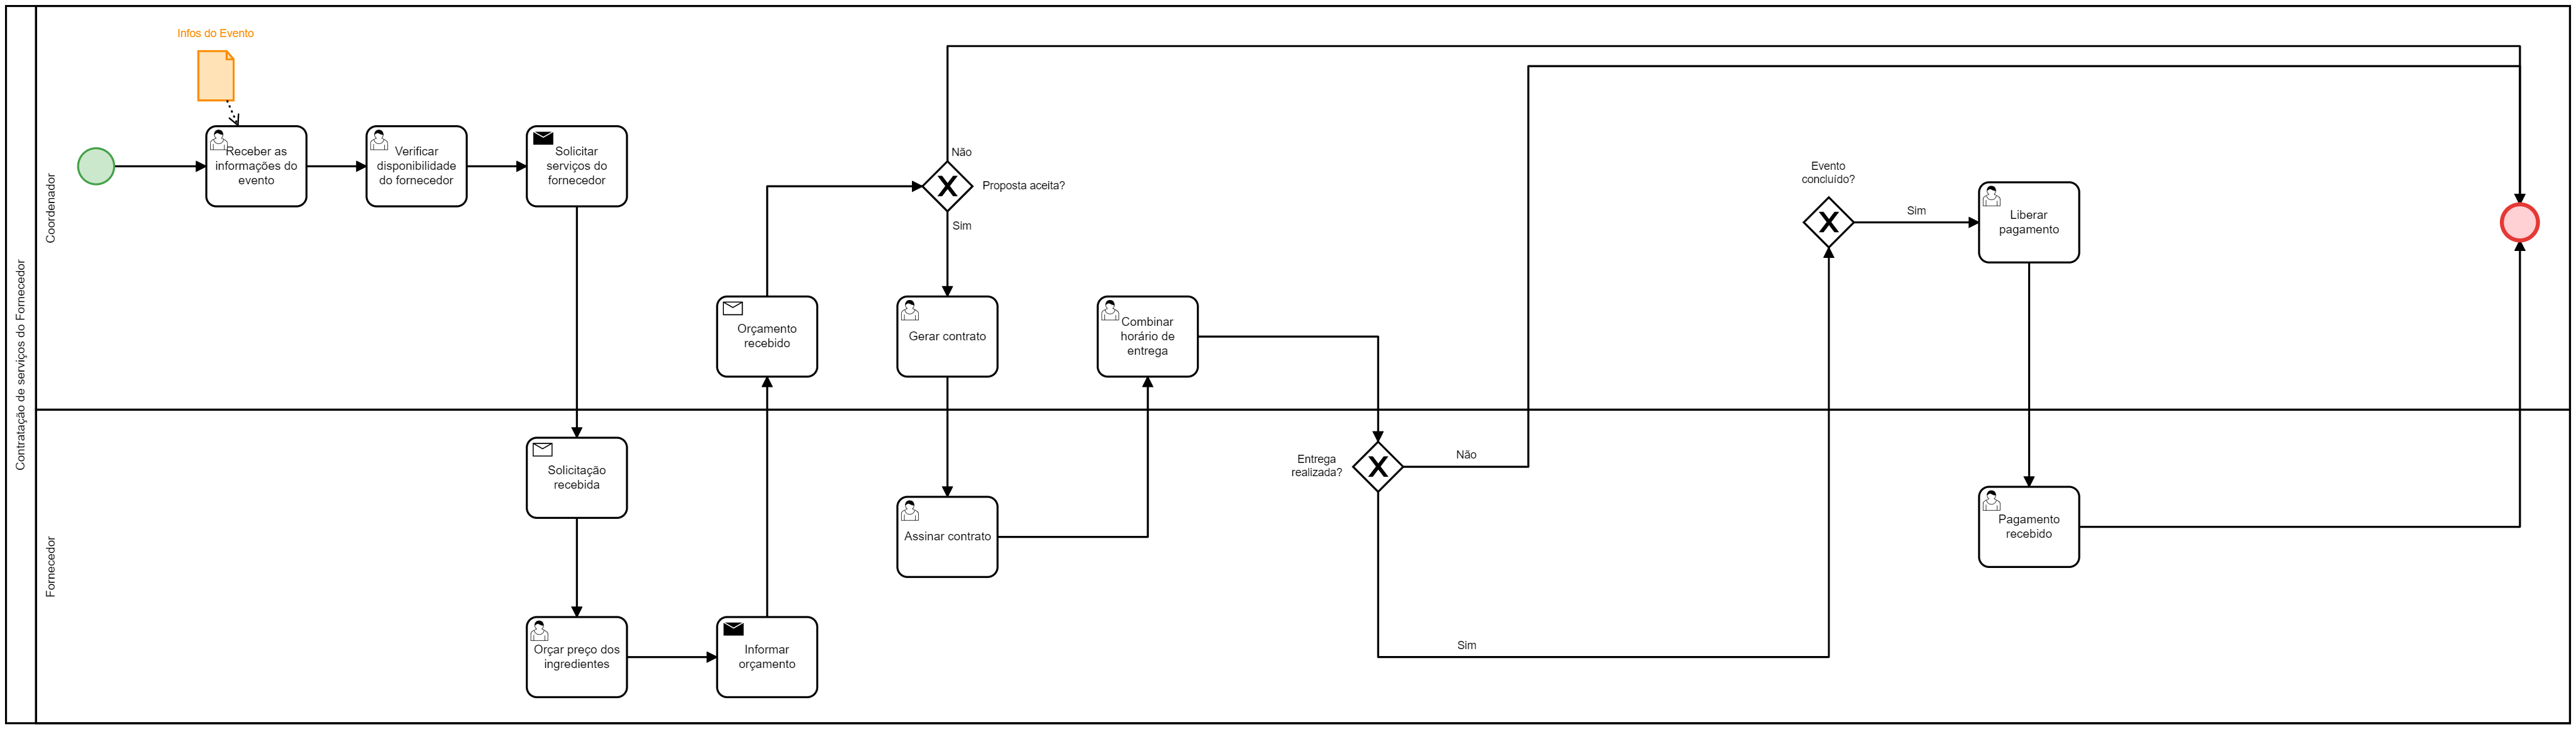 Contratação de serviços do Fornecedor
Coordenador
Infos do Evento
Receber as
informações do
evento
Verificar
disponibilidade
do fornecedor
Solicitar
serviços do
fornecedor
Orçamento
recebido
Não
Proposta aceita?
Sim
Gerar contrato
Combinar
horário de
entrega
Evento
concluído?
Sim
Liberar
pagamento
Fornecedor
Solicitação
recebida
Orçar preço dos
ingredientes
Informar
orçamento
Assinar contrato
Entrega
realizada?
Não
Sim
Pagamento
recebido